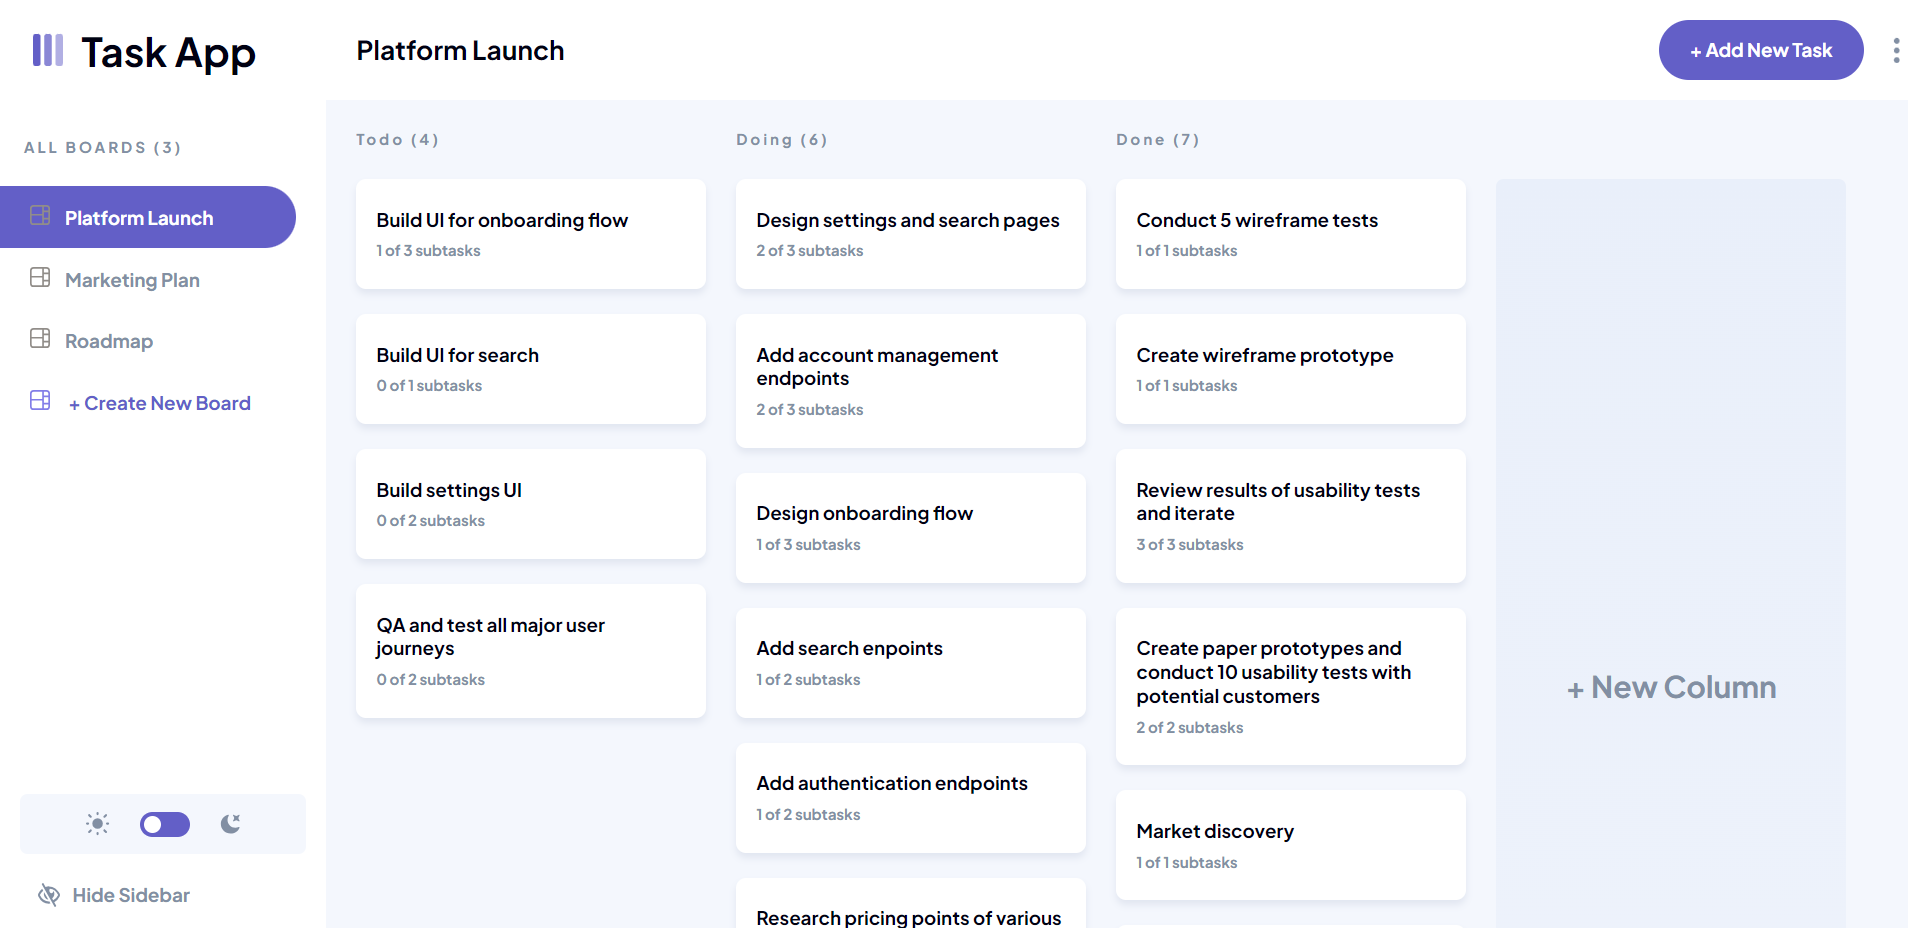 Task App
Platform Launch
+ Add New Task
ALL BOARDS (3)
Platform Launch
Marketing Plan
Roadmap
+ Create New Board
Hide Sidebar
Todo (4)
Build UI for onboarding flow
1 of 3 subtasks
Build UI for search
0 of 1 subtasks
Build settings UI
0 of 2 subtasks
QA and test all major user
journeys
0 of 2 subtasks
Doing (6)
Design settings and search pages
2 of 3 subtasks
Add account management
endpoints
2 of 3 subtasks
Design onboarding flow
1 of 3 subtasks
Add search enpoints
1 of 2 subtasks
Add authentication endpoints
1 of 2 subtasks
Research pricing points of various
Done (7)
Conduct 5 wireframe tests
1 of 1 subtasks
Create wireframe prototype
1 of 1 subtasks
Review results of usability tests
and iterate
3 of 3 subtasks
Create paper prototypes and
conduct 10 usability tests with
potential customers
2 of 2 subtasks
Market discovery
1 of 1 subtasks
+ New Column